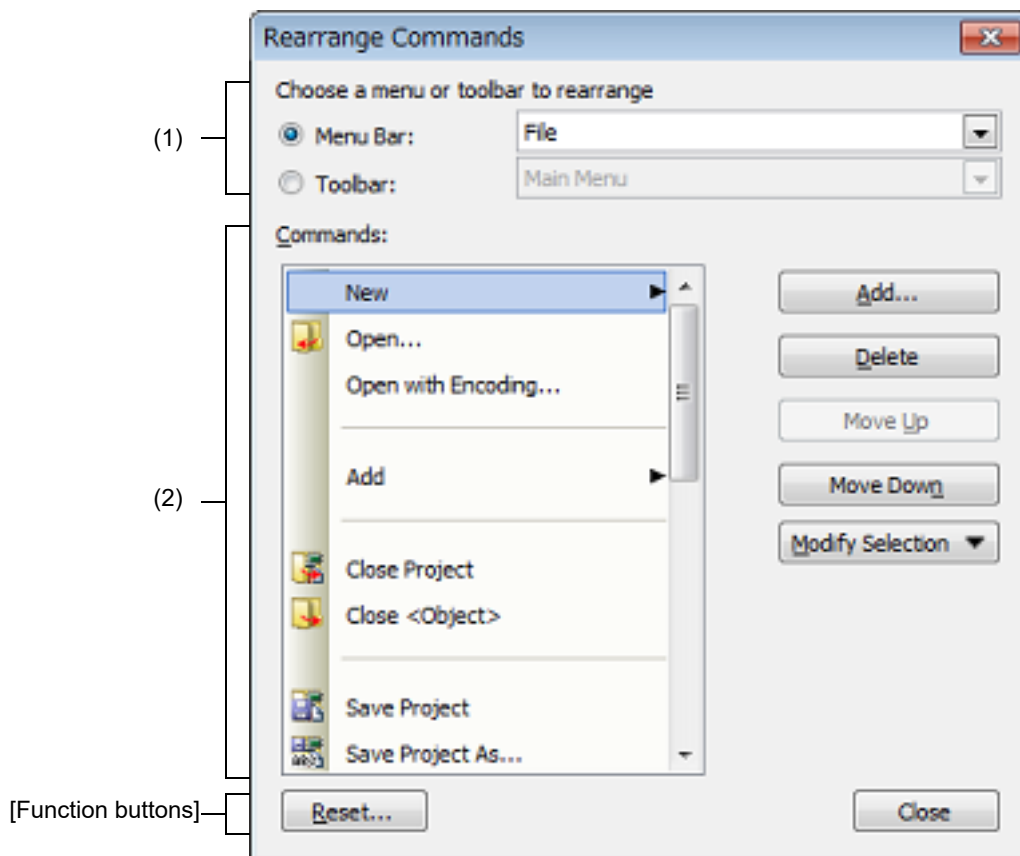 Rearrange Commands
Choose a menu or toolbar to rearrange
(1)
Menu Bar: File
Toolbar: Main Menu
Commands:
New
Add...
Open...
Delete
Open with Encoding...
Move Up
Add
Move Down
(2)
Modify Selection
Close Project
Close <Object>
Save Project
Save Project As...
[Function buttons]
Reset... Close